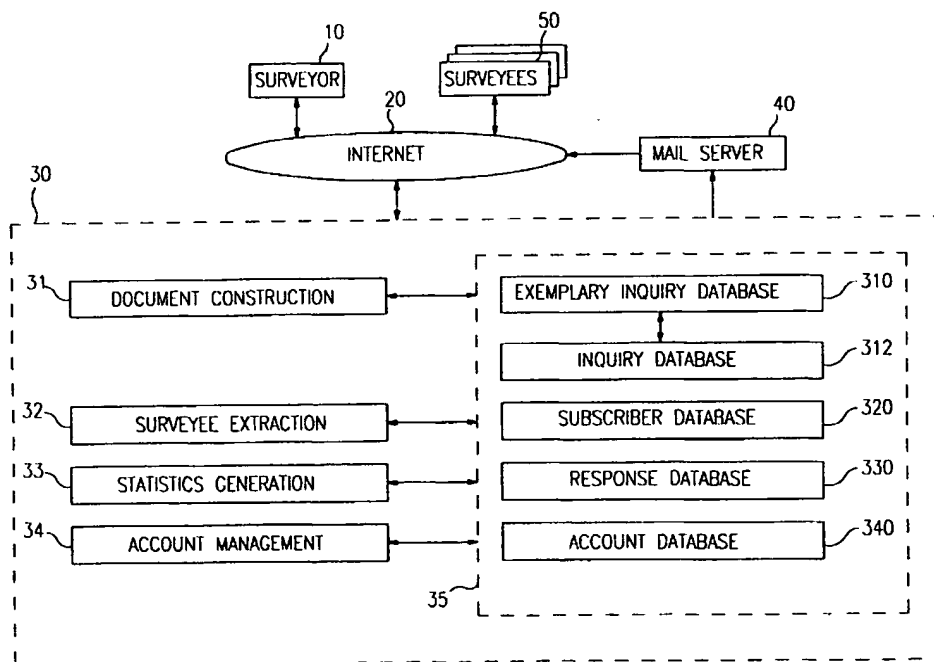 10
50
SURVEYOR
SURVEYEES
20
40
INTERNET
MAIL SERVER
30
31
DOCUMENT CONSTRUCTION
EXEMPLARY INQUIRY DATABASE
310
INQUIRY DATABASE
312
32
SURVEYEE EXTRACTION
SUBSCRIBER DATABASE
320
33
STATISTICS GENERATION
RESPONSE DATABASE
330
34
ACCOUNT MANAGEMENT
ACCOUNT DATABASE
340
35